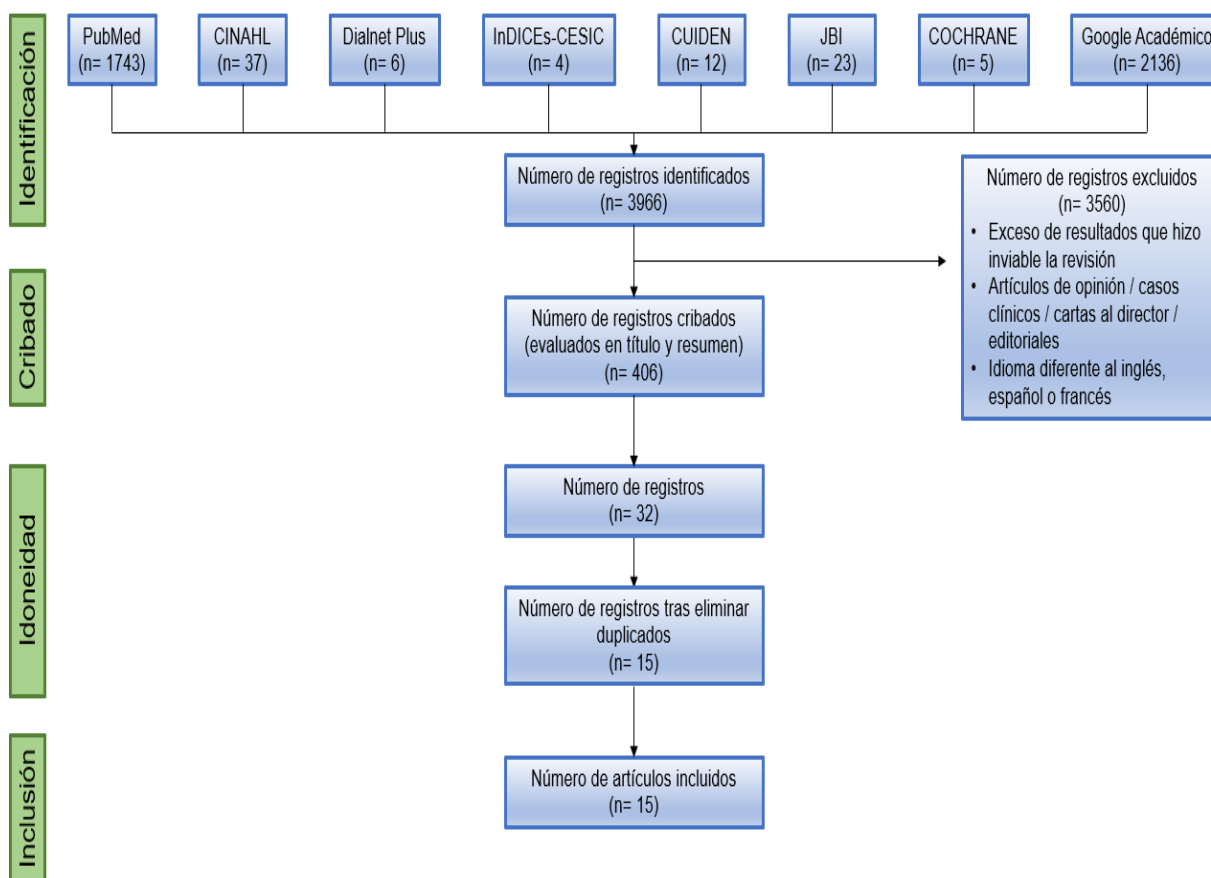 Identificación
PubMed
(n= 1743)
CINAHL
(n= 37)
Dialnet Plus
(n= 6)
InDICEs-CESIC
(n= 4)
CUIDEN
(n= 12)
JBI
(n= 23)
COCHRANE
(n= 5)
Google Académico
(n= 2136)
Número de registros identificados
(n= 3966)
Número de registros excluidos
(n= 3560)
• Exceso de resultados que hizo
inviable la revisión
• Artículos de opinión / casos
clínicos / cartas al director /
editoriales
• Idioma diferente al inglés,
español o francés
Cribado
Número de registros cribados
(evaluados en título y resumen)
(n= 406)
Idoneidad
Número de registros
(n= 32)
Número de registros tras eliminar
duplicados
(n= 15)
Inclusión
Número de artículos incluidos
(n= 15)